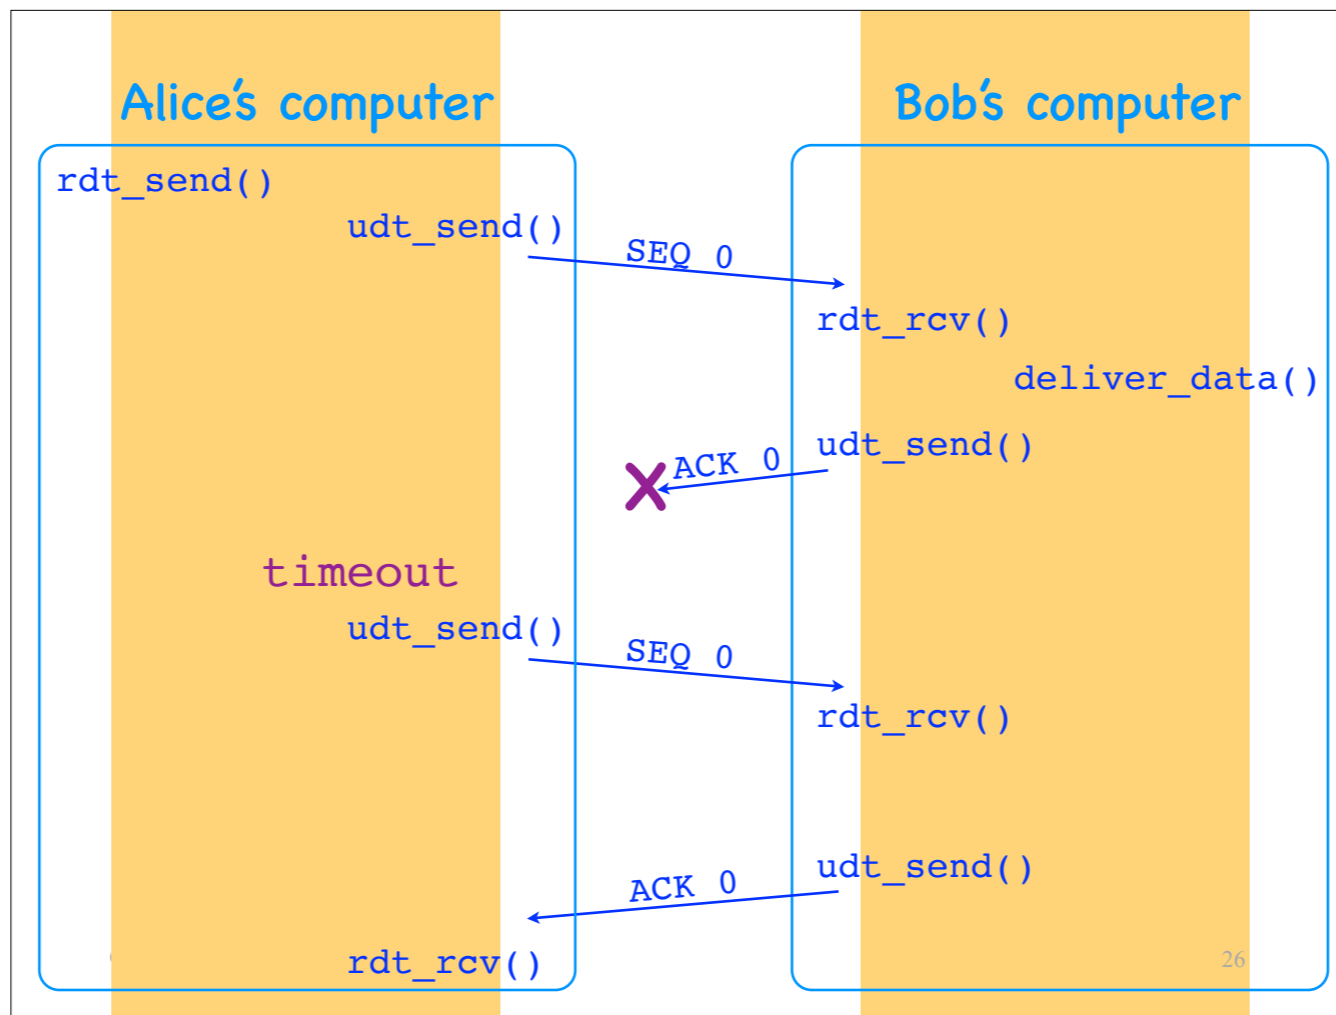 Alice's computer
Bob's computer
rdt_send()
udt_send()
SEQ 0
rdt_rcv()
deliver_data()
udt_send()
ACK 0
X
timeout
udt_send()
SEQ 0
rdt_rcv()
udt_send()
ACK 0
rdt_rcv()
26